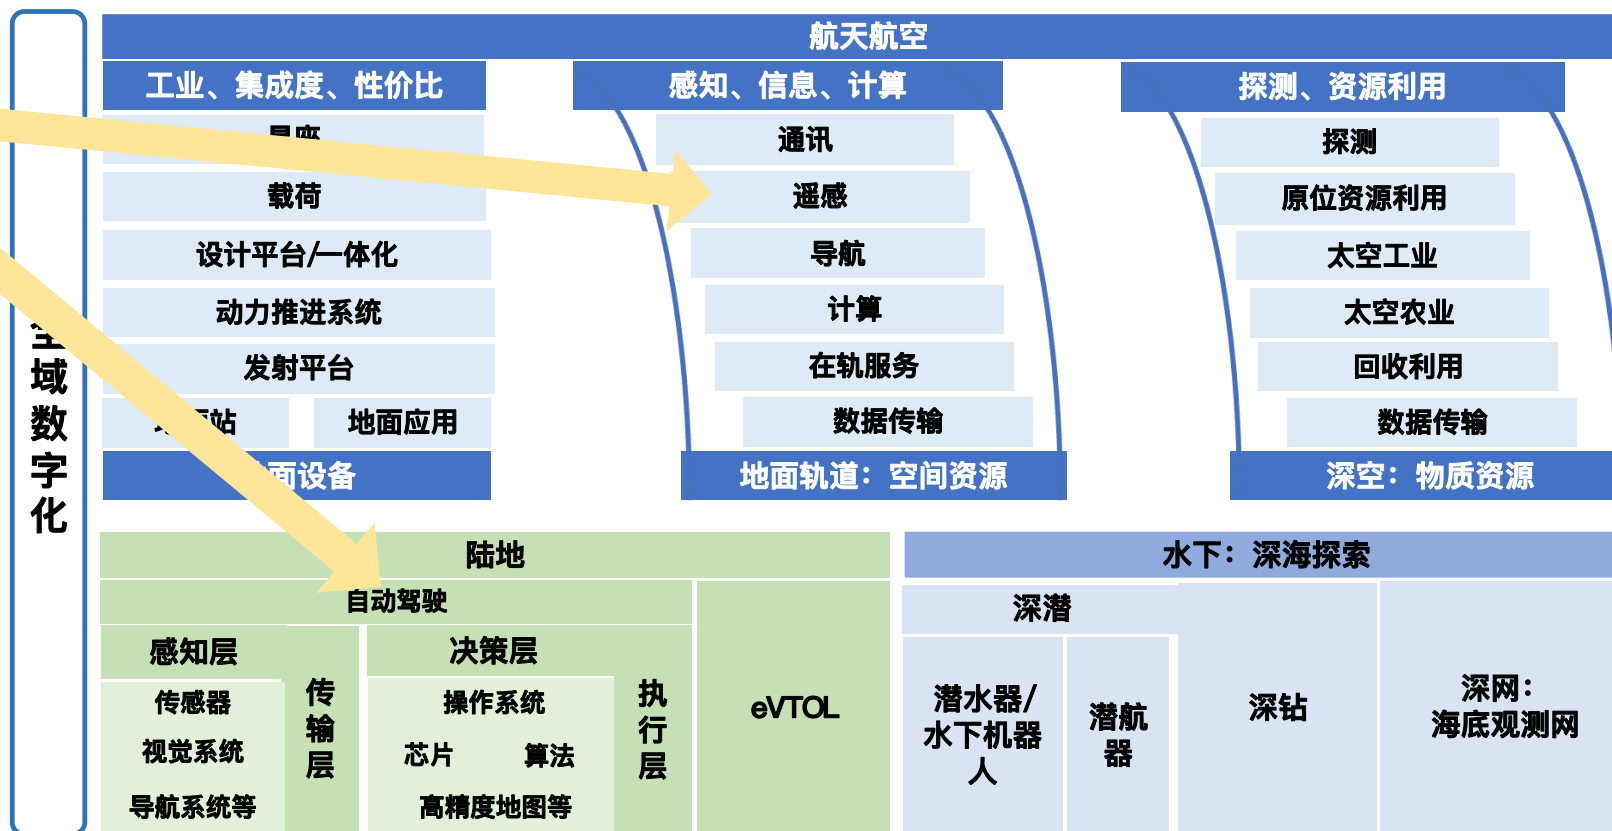 域
数
字
化
航天航空
工业、集成度、性价比
载荷
设计平台/一体化
动力推进系统
发射平台
地面应用
面设备
感知、信息、计算
通讯
遥感
导航
计算
在轨服务
数据传输
地面轨道：空间资源
探测、资源利用
探测
原位资源利用
太空工业
太空农业
回收利用
数据传输
深空：物质资源
陆地
自动驾驶
感知层
传感器
视觉系统
导航系统等
传
输
层
决策层
操作系统
芯片 算法
高精度地图等
执
行
层
eVTOL
水下：深海探索
深潜
潜水器/
水下机器
人
潜航
器
深钻
深网：
海底观测网